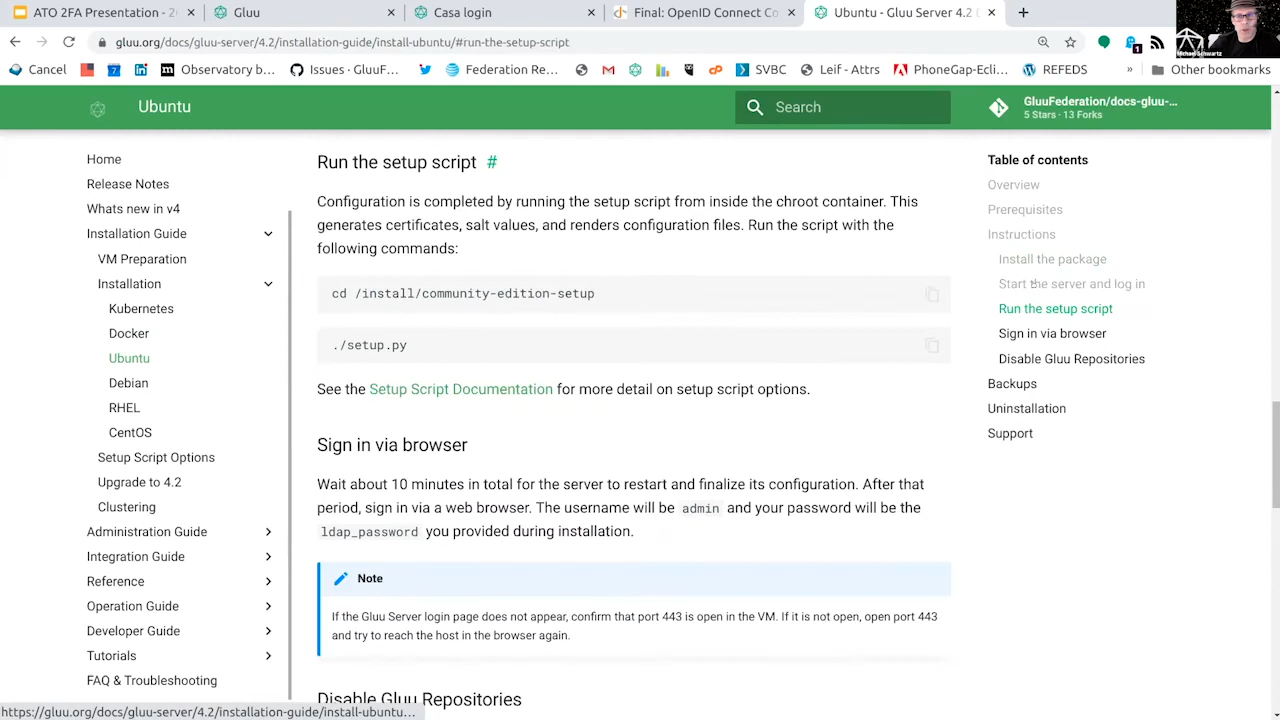 ATO 2FA Presentation - 2
Gluu
Casa login
Final: OpenID Connect Co
Ubuntu - Gluu Server 4.2
gluu.org/docs/gluu-server/4.2/installation-guide/install-ubuntu/#run-the-setup-script
Michael Schwartz
Cancel
Observatory b...
Issues · GluuF...
Federation Re...
SVBC
Leif - Attrs
PhoneGap-Ecli...
REFEDS
»
Other bookmarks
Ubuntu
Search
GluuFederation/docs-gluu-...
5 Stars · 13 Forks
Home
Release Notes
Whats new in v4
Installation Guide
VM Preparation
Installation
Kubernetes
Docker
Ubuntu
Debian
RHEL
CentOS
Setup Script Options
Upgrade to 4.2
Clustering
Administration Guide
Integration Guide
Reference
Operation Guide
Developer Guide
Tutorials
FAQ & Troubleshooting
Run the setup script #
Configuration is completed by running the setup script from inside the chroot container. This
generates certificates, salt values, and renders configuration files. Run the script with the
following commands:
cd /install/community-edition-setup
./setup.py
See the Setup Script Documentation for more detail on setup script options.
Sign in via browser
Wait about 10 minutes in total for the server to restart and finalize its configuration. After that
period, sign in via a web browser. The username will be admin and your password will be the
ldap_password you provided during installation.
Note
If the Gluu Server login page does not appear, confirm that port 443 is open in the VM. If it is not open, open port 443
and try to reach the host in the browser again.
Disable Gluu Repositories
Table of contents
Overview
Prerequisites
Instructions
Install the package
Start the server and log in
Run the setup script
Sign in via browser
Disable Gluu Repositories
Backups
Uninstallation
Support
https://gluu.org/docs/gluu-server/4.2/installation-guide/install-ubuntu...